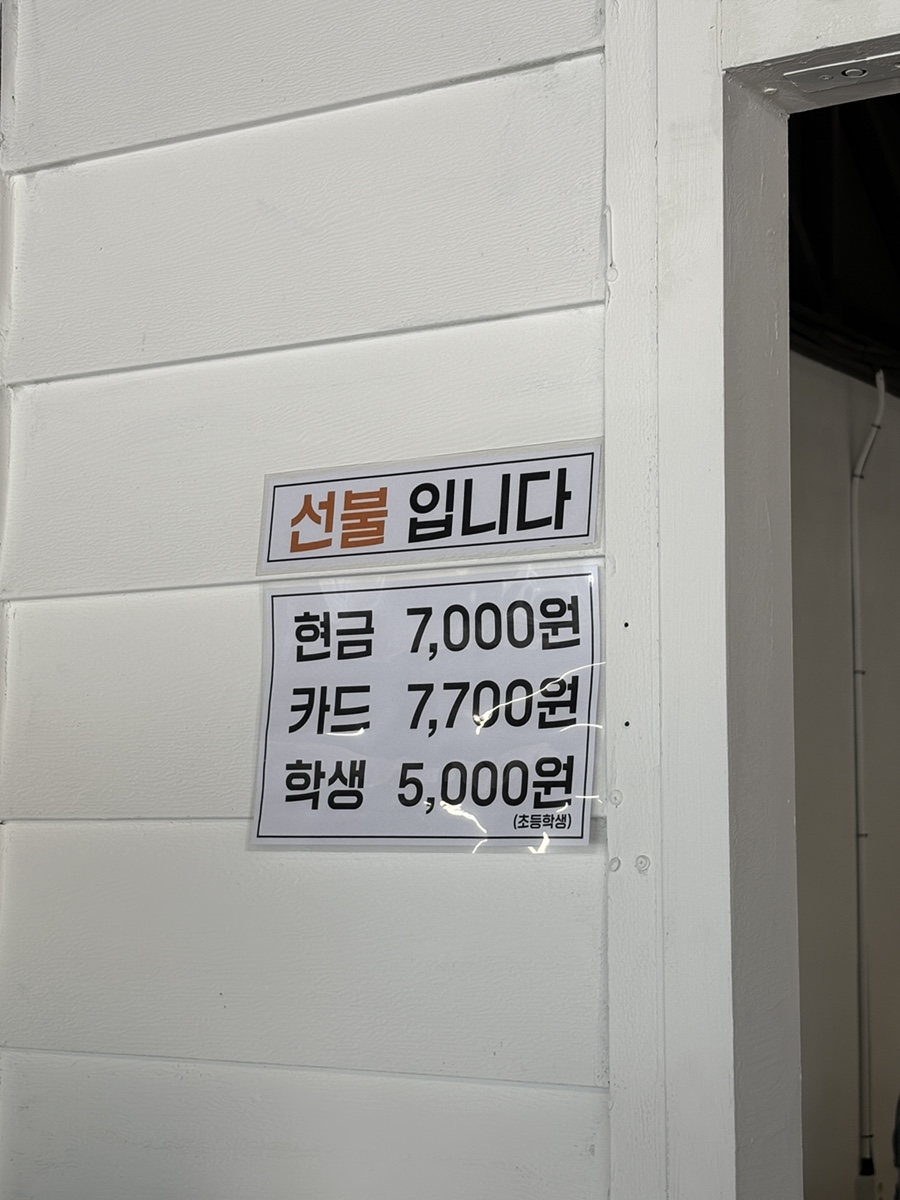 선불 입니다
현금 7,000원
카드 7,700원
학생 5,000원
(초등학생)